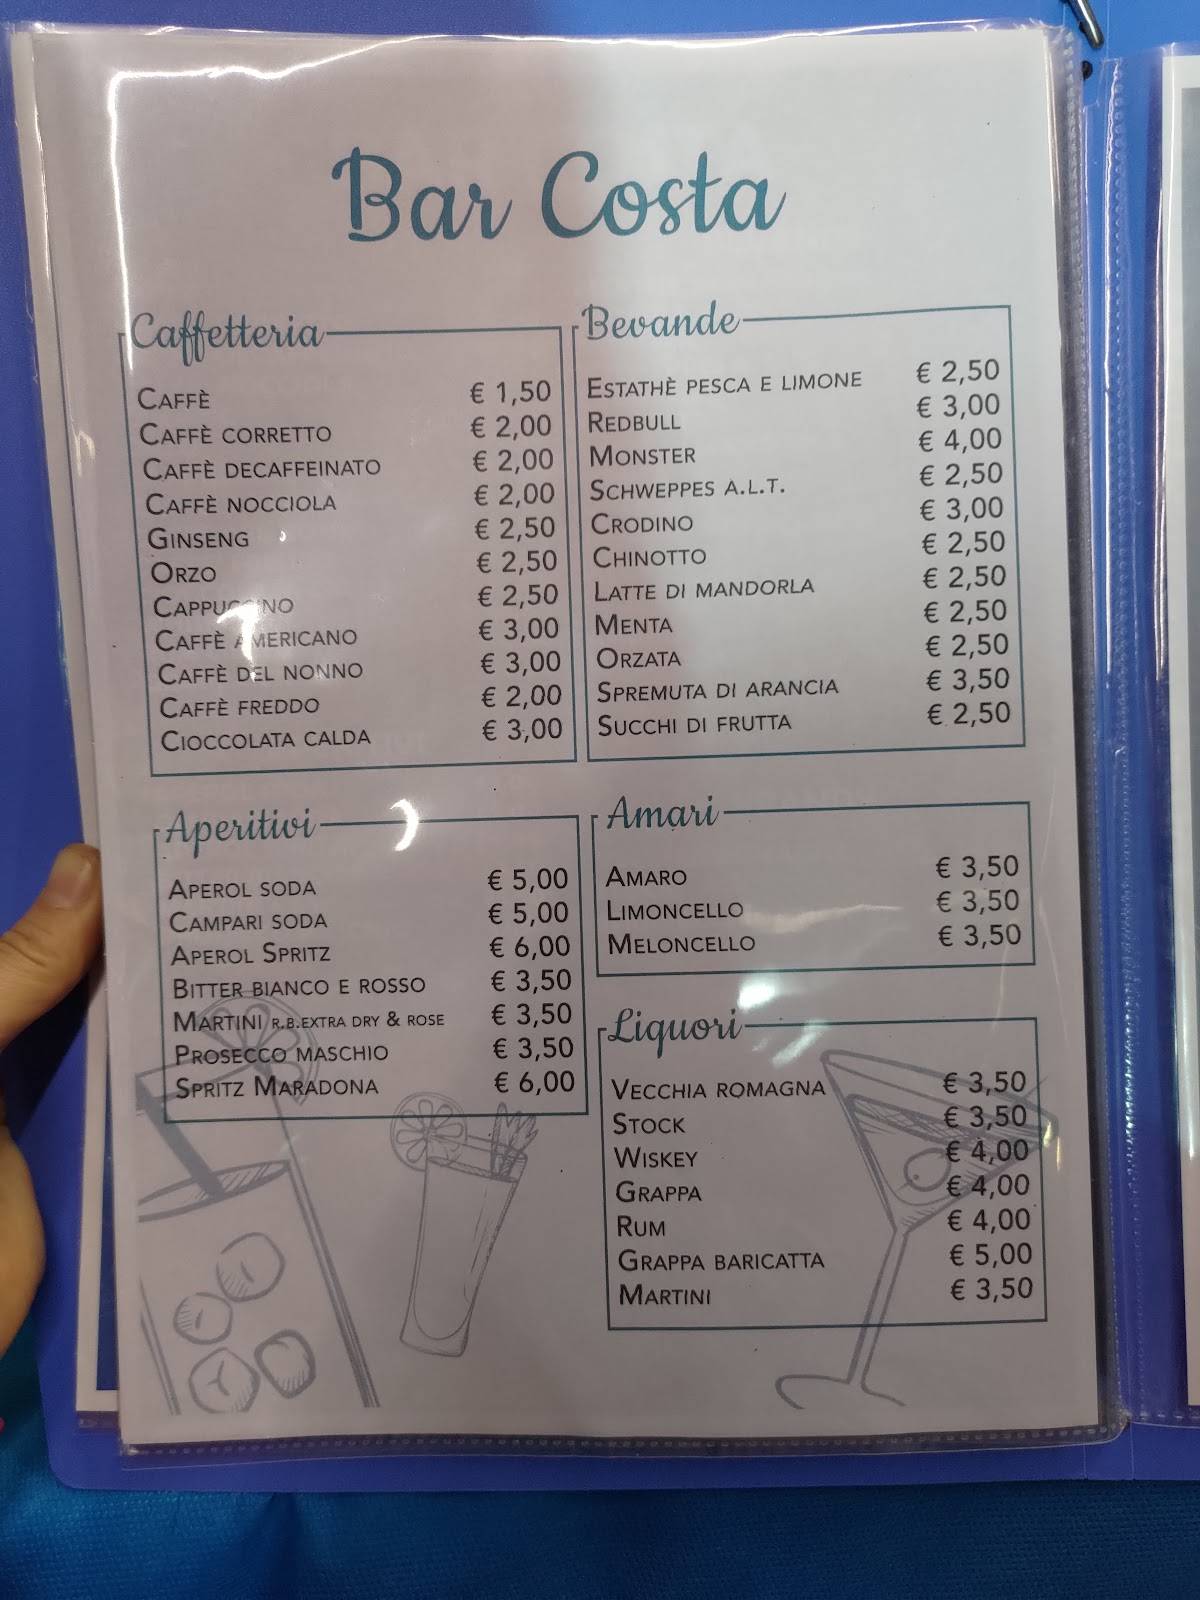 Bar Costa
Caffetteria
Caffè € 1,50
Caffè corretto € 2,00
Caffè decaffeinato € 2,00
Caffè nocciola € 2,00
Ginseng € 2,50
Orzo € 2,50
Cappuccino € 2,50
Caffè americano € 3,00
Caffè del nonno € 3,00
Caffè freddo € 2,00
Cioccolata calda € 3,00
Bevande
Estathè pesca e limone € 2,50
Redbull € 3,00
Monster € 4,00
Schweppes a.l.t. € 2,50
Crodino € 3,00
Chinotto € 2,50
Latte di mandorla € 2,50
Menta € 2,50
Orzata € 2,50
Spremuta di arancia € 3,50
Succhi di frutta € 2,50
Aperitivi
Aperol soda € 5,00
Campari soda € 5,00
Aperol Spritz € 6,00
Bitter bianco e rosso € 3,50
Martini r.b.extra dry & rose € 3,50
Prosecco maschio € 3,50
Spritz Maradona € 6,00
Amari
Amaro € 3,50
Limoncello € 3,50
Meloncello € 3,50
Liquori
Vecchia romagna € 3,50
Stock € 3,50
Wiskey € 4,00
Grappa € 4,00
Rum € 4,00
Grappa baricatta € 5,00
Martini € 3,50